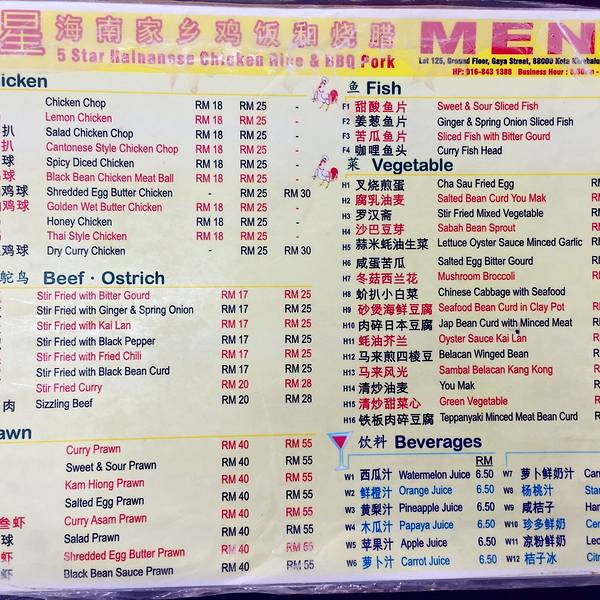 星 海南家乡鸡饭和烧腊 MEN
5 Star Hainanese Chicken Rice & BBQ Pork
Lot 125, Ground Floor, Gaya Street, 88000 Kota
HP: 016-843 1388 Business Hour :
Chicken Chop RM 18 RM 25 -
Lemon Chicken RM 18 RM 25 -
扒 Salad Chicken Chop RM 18 RM 25 -
扒 Cantonese Style Chicken Chop RM 18 RM 25 -
球 Spicy Diced Chicken RM 18 RM 25 -
球 Black Bean Chicken Meat Ball RM 18 RM 25 -
鸡球 Shredded Egg Butter Chicken - RM 25 RM 30
鸡球 Golden Wet Butter Chicken RM 18 RM 25 -
Honey Chicken RM 18 RM 25 -
Thai Style Chicken RM 18 RM 25 -
鸡球 Dry Curry Chicken - RM 25 RM 30
鸵鸟 Beef · Ostrich
Stir Fried with Bitter Gourd RM 17 RM 25
Stir Fried with Ginger & Spring Onion RM 17 RM 25
Stir Fried with Kai Lan RM 17 RM 25
Stir Fried with Black Pepper RM 17 RM 25
Stir Fried with Fried Chili RM 17 RM 25
Stir Fried with Black Bean Curd RM 17 RM 25
Stir Fried Curry RM 20 RM 28
肉 Sizzling Beef RM 20 RM 28
awn
Curry Prawn RM 40 RM 55
Sweet & Sour Prawn RM 40 RM 55
Kam Hiong Prawn RM 40 RM 55
Salted Egg Prawn RM 40 RM 55
叁虾 Curry Asam Prawn RM 40 RM 55
球 Salad Prawn RM 40 RM 55
虾 Shredded Egg Butter Prawn RM 40 RM 55
虾 Black Bean Sauce Prawn RM 40 RM 55
鱼 Fish
F1 甜酸鱼片 Sweet & Sour Sliced Fish
F2 姜葱鱼片 Ginger & Spring Onion Sliced Fish
F3 苦瓜鱼片 Sliced Fish with Bitter Gourd
F4 咖哩鱼头 Curry Fish Head
菜 Vegetable
H1 叉烧煎蛋 Cha Sau Fried Egg
H2 腐乳油麦 Salted Bean Curd You Mak
H3 罗汉斋 Stir Fried Mixed Vegetable
H4 沙巴豆芽 Sabah Bean Sprout
H5 蒜米蚝油生菜 Lettuce Oyster Sauce Minced Garlic
H6 咸蛋苦瓜 Salted Egg Bitter Gourd
H7 冬菇西兰花 Mushroom Broccoli
H8 蚧扒小白菜 Chinese Cabbage with Seafood
H9 砂煲海鲜豆腐 Seafood Bean Curd in Clay Pot
H10 肉碎日本豆腐 Jap Bean Curd with Minced Meat
H11 蚝油芥兰 Oyster Sauce Kai Lan
H12 马来煎四棱豆 Belacan Winged Bean
H13 马来风光 Sambal Belacan Kang Kong
H14 清炒油麦 You Mak
H15 清炒甜菜心 Green Vegetable
H16 铁板肉碎豆腐 Teppanyaki Minced Meat Bean Curd
饮料 Beverages
RM
W1 西瓜汁 Watermelon Juice 6.50
W2 鲜橙汁 Orange Juice 6.50
W3 黄梨汁 Pineapple Juice 6.50
W4 木瓜汁 Papaya Juice 6.50
W5 苹果汁 Apple Juice 6.50
W6 萝卜汁 Carrot Juice 6.50
W7 萝卜鲜奶汁
W8 杨桃汁
W9 咸桔子
W10 珍多鲜奶
W11 凉粉鲜奶
W12 桔子冰